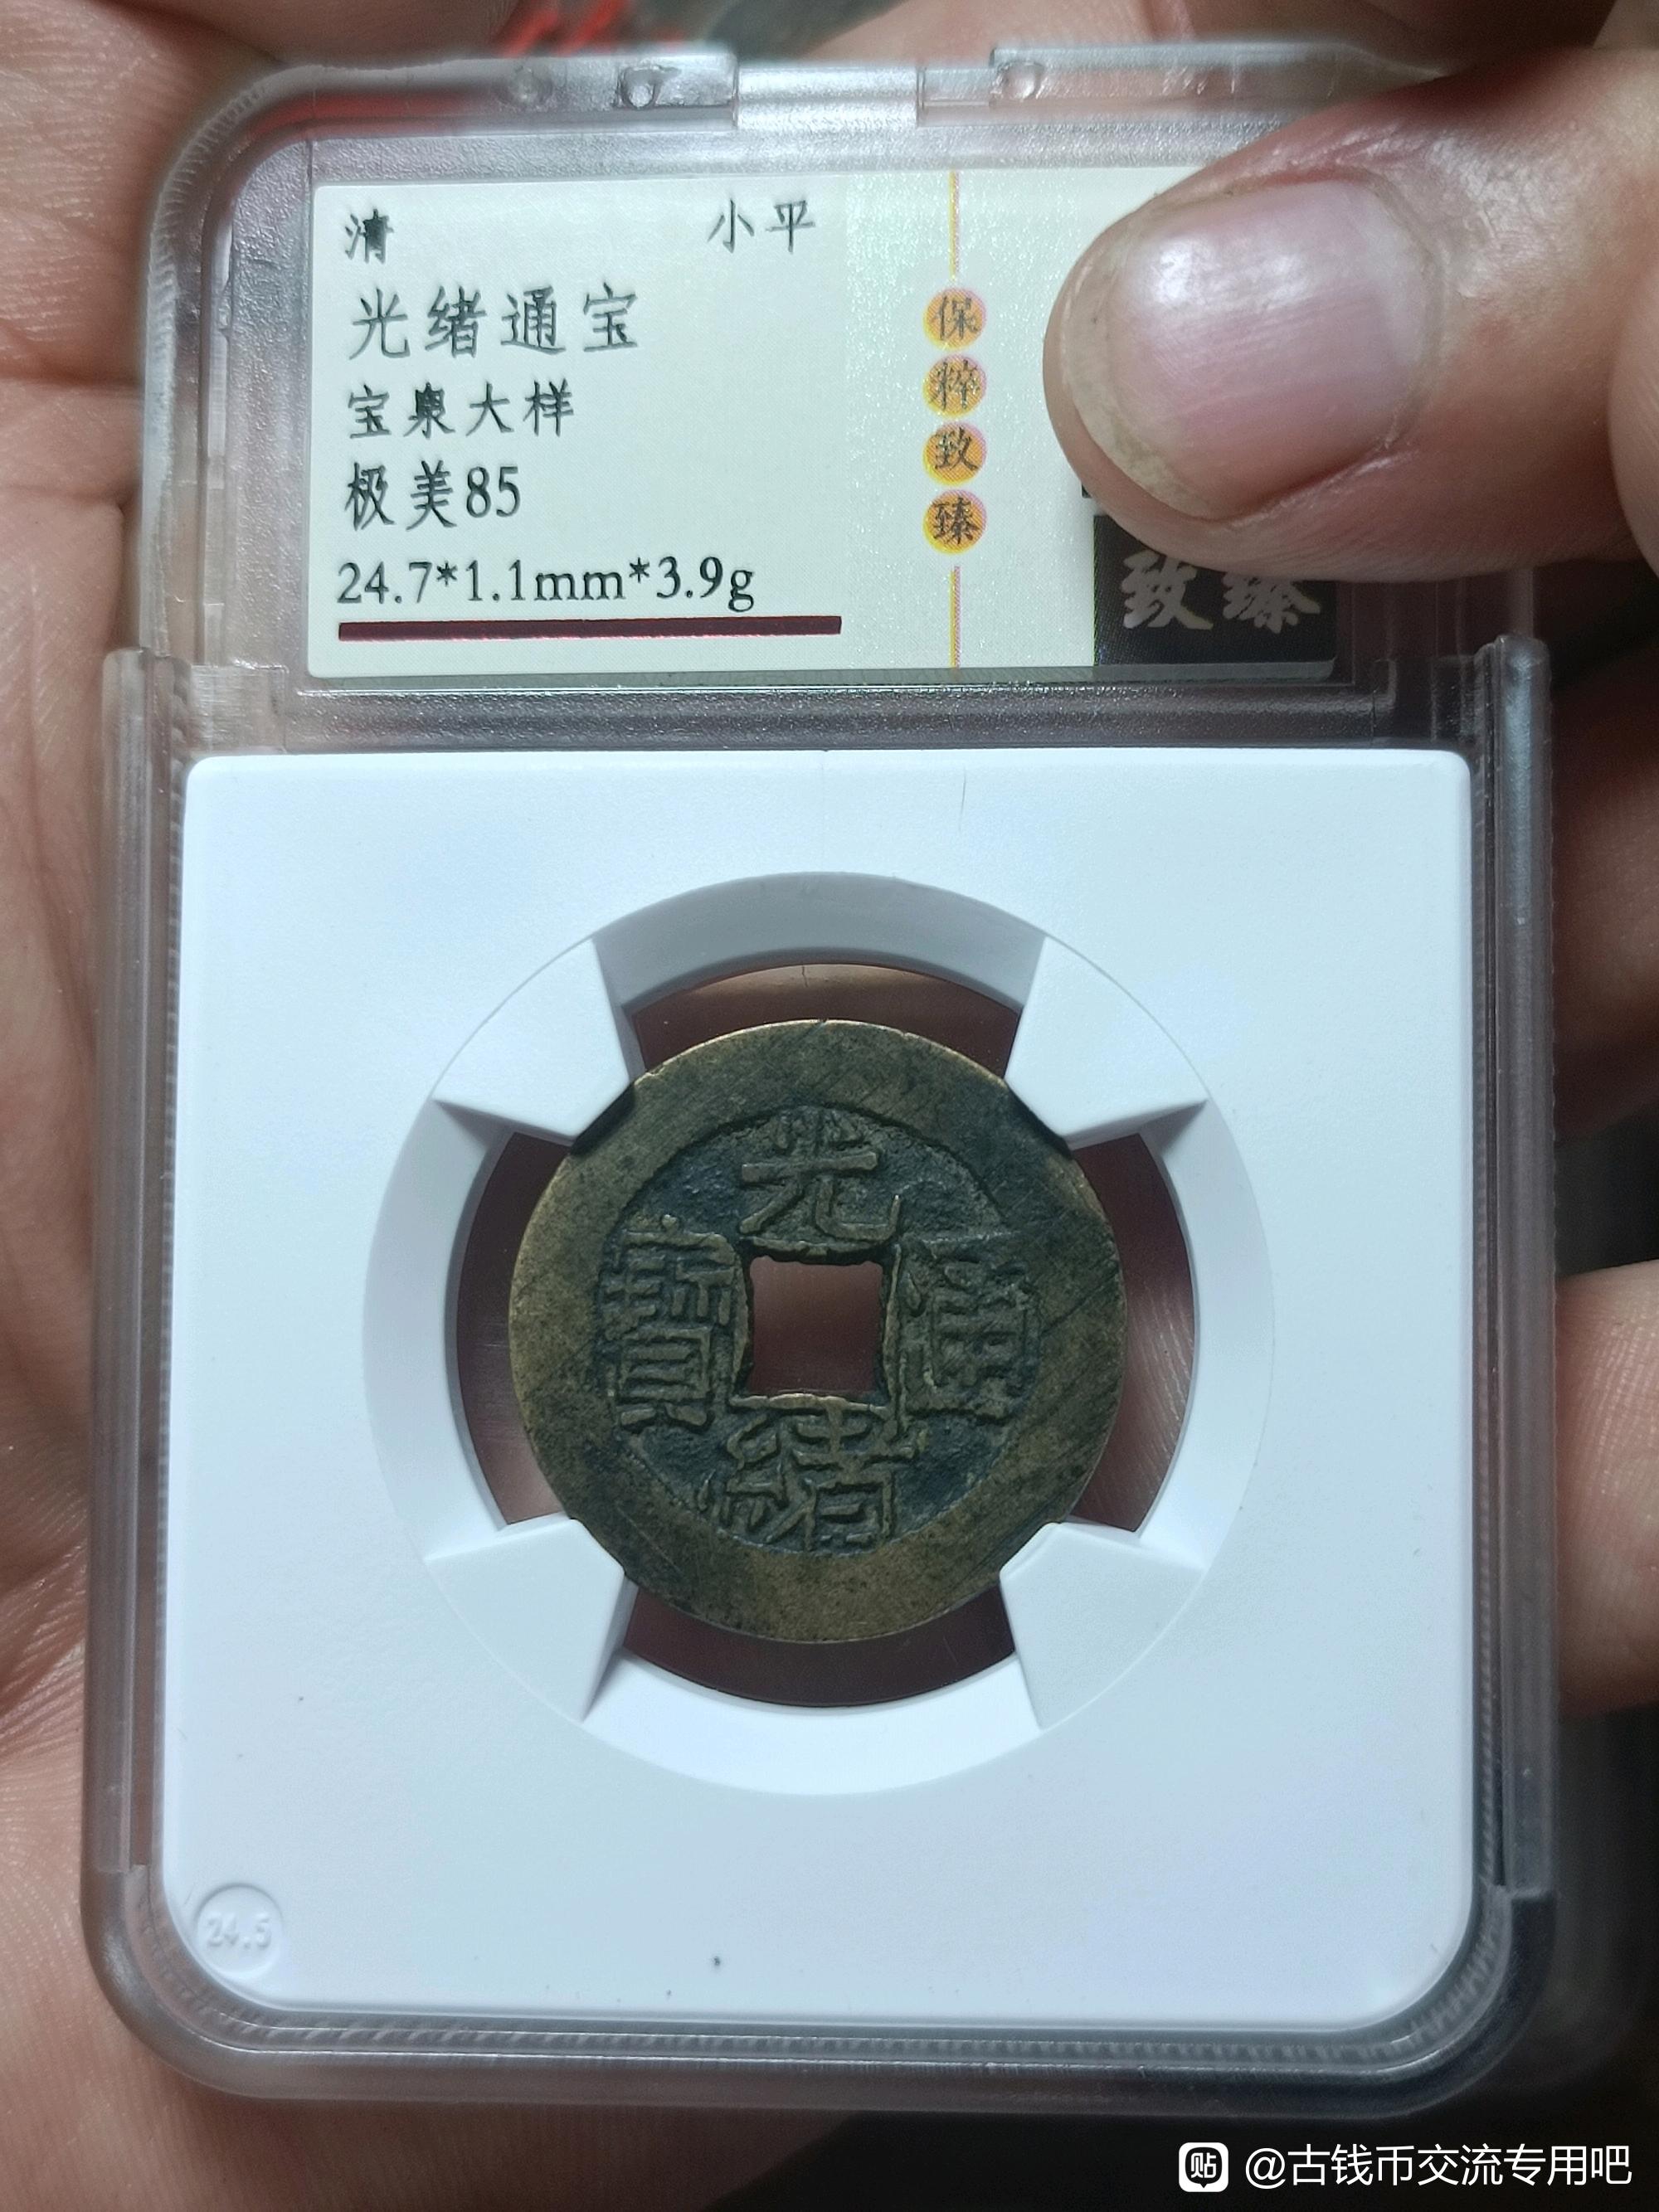 清 小平
光绪通宝
宝泉大样
极美85
24.7*1.1mm*3.9g
保粹致臻
致臻
光
寶 通
緒
24.5
贴 @古钱币交流专用吧